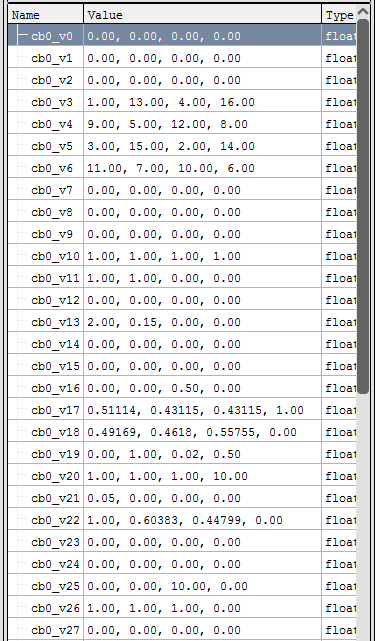 Name Value Type
cb0_v0 0.00, 0.00, 0.00, 0.00 float
cb0_v1 0.00, 0.00, 0.00, 0.00 float
cb0_v2 0.00, 0.00, 0.00, 0.00 float
cb0_v3 1.00, 13.00, 4.00, 16.00 float
cb0_v4 9.00, 5.00, 12.00, 8.00 float
cb0_v5 3.00, 15.00, 2.00, 14.00 float
cb0_v6 11.00, 7.00, 10.00, 6.00 float
cb0_v7 0.00, 0.00, 0.00, 0.00 float
cb0_v8 0.00, 0.00, 0.00, 0.00 float
cb0_v9 0.00, 0.00, 0.00, 0.00 float
cb0_v10 1.00, 1.00, 1.00, 1.00 float
cb0_v11 1.00, 1.00, 0.00, 0.00 float
cb0_v12 0.00, 0.00, 0.00, 0.00 float
cb0_v13 2.00, 0.15, 0.00, 0.00 float
cb0_v14 0.00, 0.00, 0.00, 0.00 float
cb0_v15 0.00, 0.00, 0.00, 0.00 float
cb0_v16 0.00, 0.00, 0.50, 0.00 float
cb0_v17 0.51114, 0.43115, 0.43115, 1.00 float
cb0_v18 0.49169, 0.4618, 0.55755, 0.00 float
cb0_v19 0.00, 1.00, 0.02, 0.50 float
cb0_v20 1.00, 1.00, 1.00, 10.00 float
cb0_v21 0.05, 0.00, 0.00, 0.00 float
cb0_v22 1.00, 0.60383, 0.44799, 0.00 float
cb0_v23 0.00, 0.00, 0.00, 0.00 float
cb0_v24 0.00, 0.00, 0.00, 0.00 float
cb0_v25 0.00, 0.00, 10.00, 0.00 float
cb0_v26 1.00, 1.00, 1.00, 0.00 float
cb0_v27 0.00, 0.00, 0.00, 0.00 float